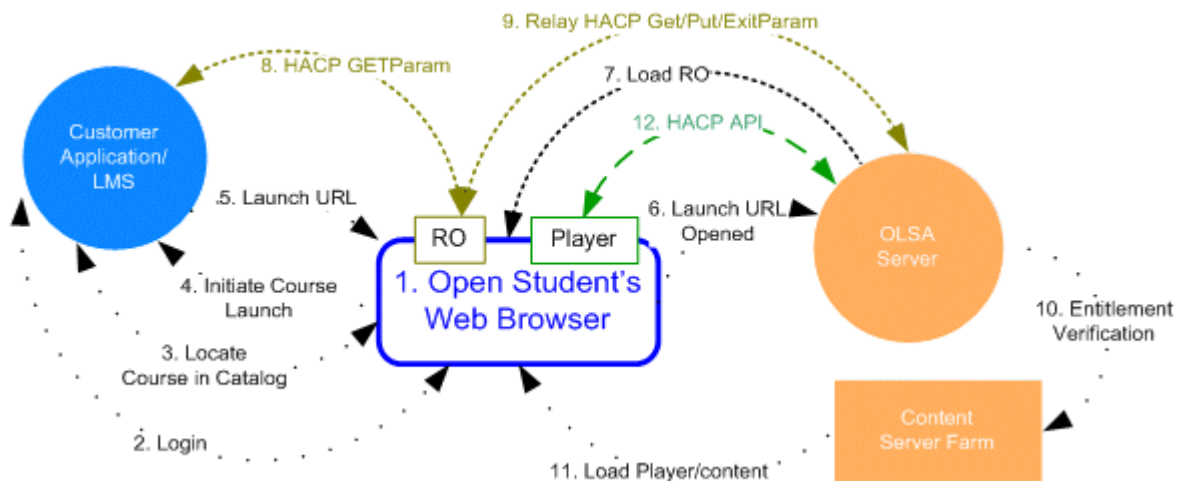 9. Relay HACP Get/Put/ExitParam
8. HACP GETParam
7. Load RO
12. HACP API
Customer
Application/
LMS
5. Launch URL
6. Launch URL
Opened
RO
Player
OLSA
Server
1. Open Student's
Web Browser
4. Initiate Course
Launch
10. Entitlement
Verification
3. Locate
Course in Catalog
Content
Server Farm
2. Login
11. Load Player/content